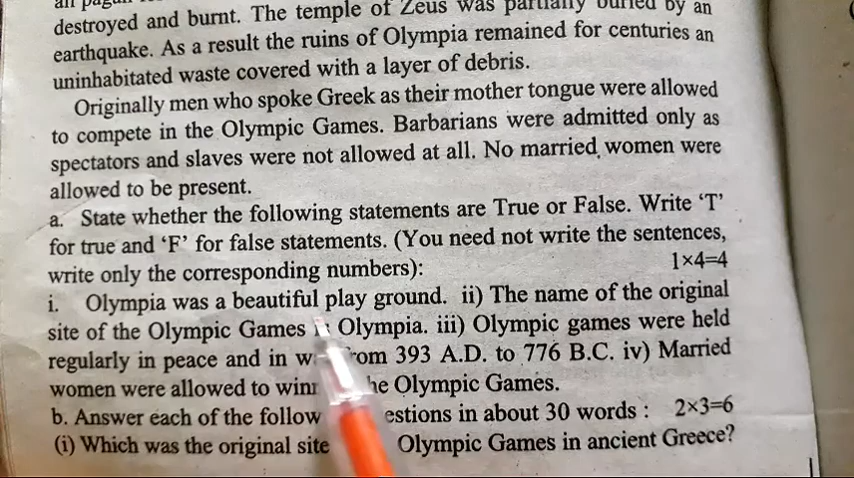 destroyed and burnt. The temple of Zeus was partially buried by an
earthquake. As a result the ruins of Olympia remained for centuries an
uninhabitated waste covered with a layer of debris.
Originally men who spoke Greek as their mother tongue were allowed
to compete in the Olympic Games. Barbarians were admitted only as
spectators and slaves were not allowed at all. No married women were
allowed to be present.
a. State whether the following statements are True or False. Write ‘T’
for true and ‘F’ for false statements. (You need not write the sentences,
write only the corresponding numbers): 1×4=4
i. Olympia was a beautiful play ground. ii) The name of the original
site of the Olympic Games Olympia. iii) Olympic games were held
regularly in peace and in 393 A.D. to 776 B.C. iv) Married
women were allowed to Olympic Games.
b. Answer each of the in about 30 words : 2×3=6
(i) Which was the original site Olympic Games in ancient Greece?